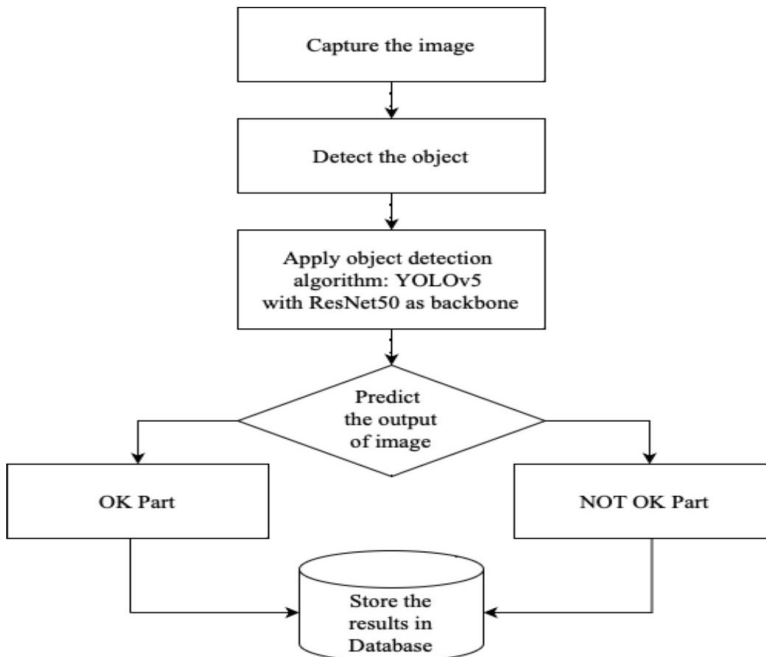 Capture the image
Detect the object
Apply object detection
algorithm: YOLOv5
with ResNet50 as backbone
Predict
the output
of image
OK Part
NOT OK Part
Store the
results in
Database